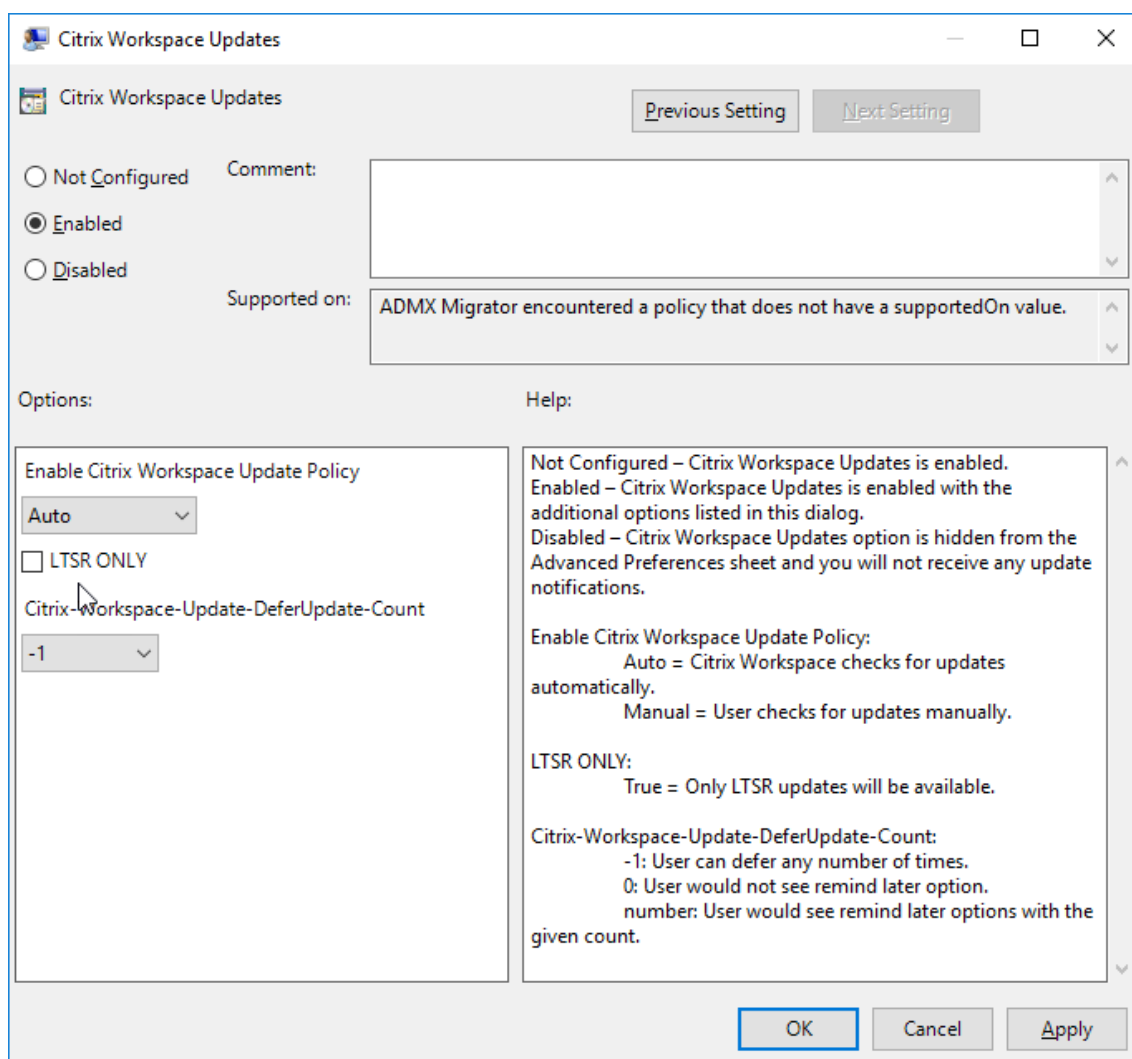 Citrix Workspace Updates
Citrix Workspace Updates
Previous Setting
Next Setting
Not Configured
Enabled
Disabled
Comment:
Supported on:
ADMX Migrator encountered a policy that does not have a supportedOn value.
Options:
Help:
Enable Citrix Workspace Update Policy
Auto
LTSR ONLY
Citrix-Workspace-Update-DeferUpdate-Count
-1
Not Configured – Citrix Workspace Updates is enabled.
Enabled – Citrix Workspace Updates is enabled with the
additional options listed in this dialog.
Disabled – Citrix Workspace Updates option is hidden from the
Advanced Preferences sheet and you will not receive any update
notifications.
Enable Citrix Workspace Update Policy:
Auto = Citrix Workspace checks for updates
automatically.
Manual = User checks for updates manually.
LTSR ONLY:
True = Only LTSR updates will be available.
Citrix-Workspace-Update-DeferUpdate-Count:
-1: User can defer any number of times.
0: User would not see remind later option.
number: User would see remind later options with the
given count.
OK
Cancel
Apply